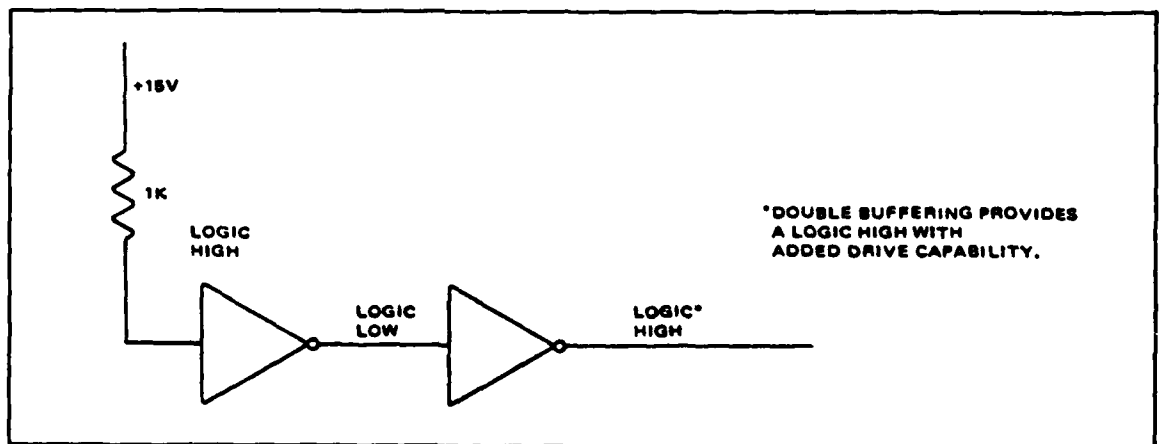 +15V
1K
LOGIC
HIGH
LOGIC
LOW
LOGIC*
HIGH
*DOUBLE BUFFERING PROVIDES
A LOGIC HIGH WITH
ADDED DRIVE CAPABILITY.